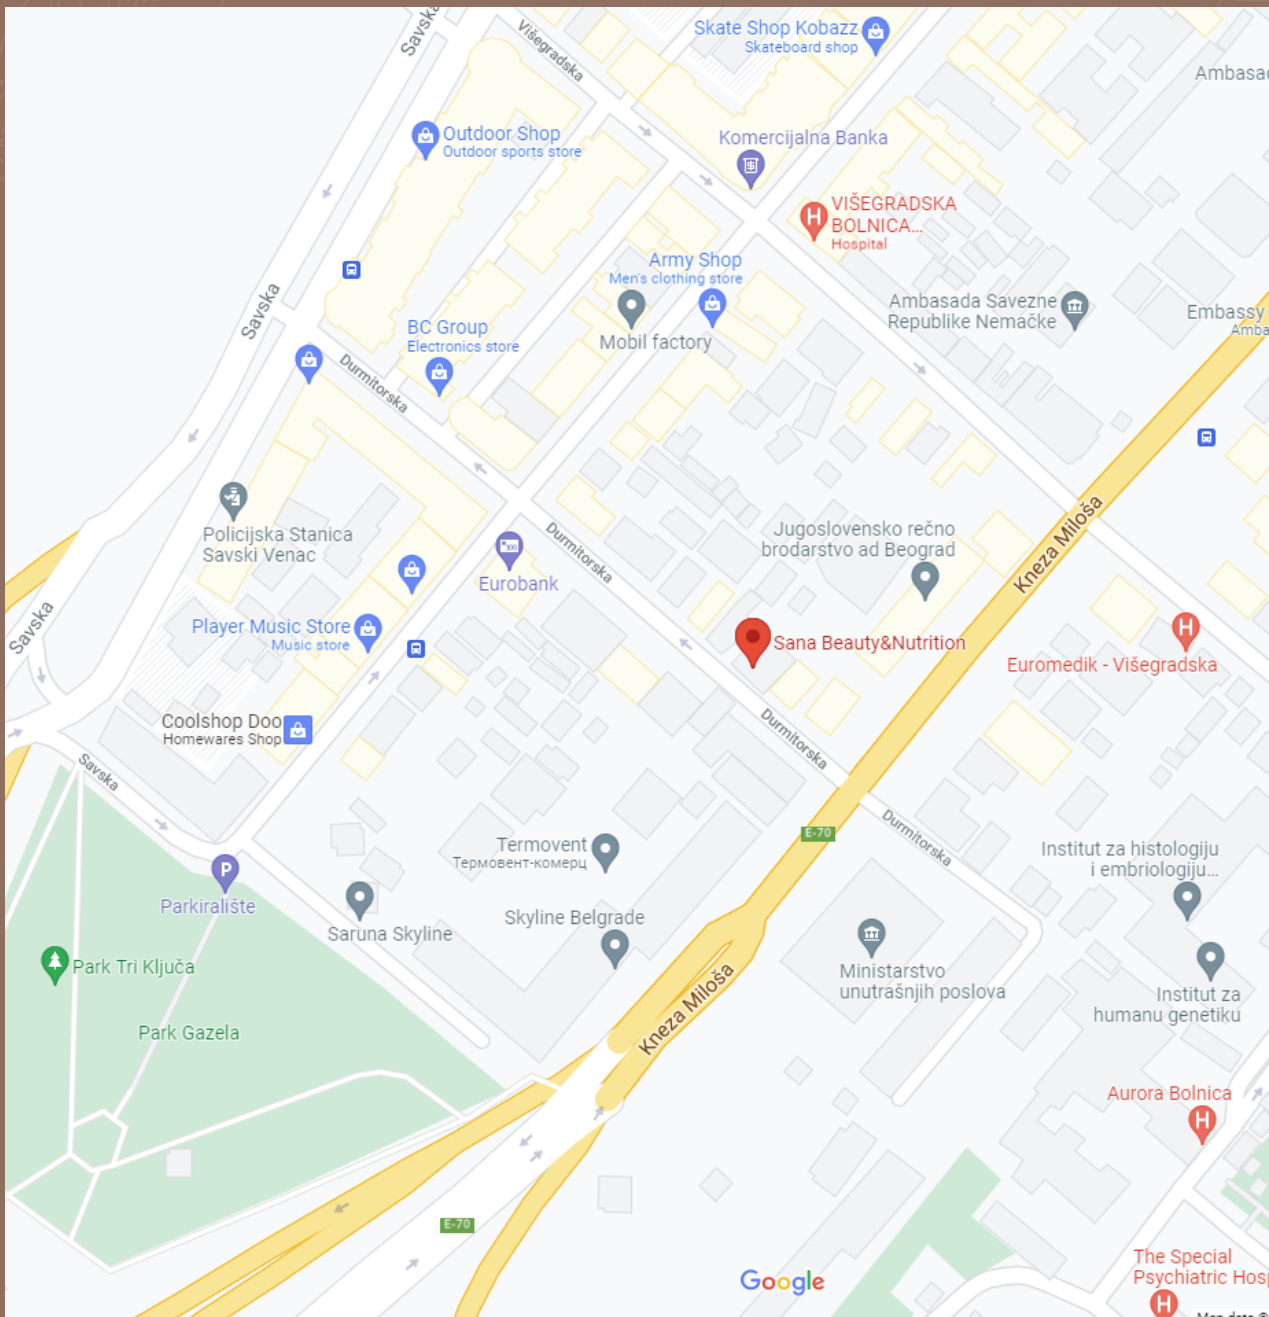 Savska
Višegradska
Skate Shop Kobazz
Skateboard shop
Outdoor Shop
Outdoor sports store
Komercijalna Banka
VIŠEGRADSKA
BOLNICA...
Hospital
Army Shop
Men's clothing store
Mobil factory
Ambasada Savezne
Republike Nemačke
Embassy
Savska
BC Group
Electronics store
Durmitorska
Policijska Stanica
Savski Venac
Eurobank
Durmitorska
Jugoslovensko rečno
brodarstvo ad Beograd
Kneza Miloša
Savska
Player Music Store
Music store
Sana Beauty&Nutrition
Euromedik - Višegradska
Coolshop Doo
Homewares Shop
Durmitorska
Savska
E-70
Durmitorska
Termovent
Термовент-комерц
Institut za histologiju
i embriologiju...
P
Parkiralište
Saruna Skyline
Skyline Belgrade
Park Tri Ključa
Ministarstvo
unutrašnjih poslova
Institut za
humanu genetiku
Kneza Miloša
Park Gazela
Aurora Bolnica
E-70
The Special
Psychiatric
Google